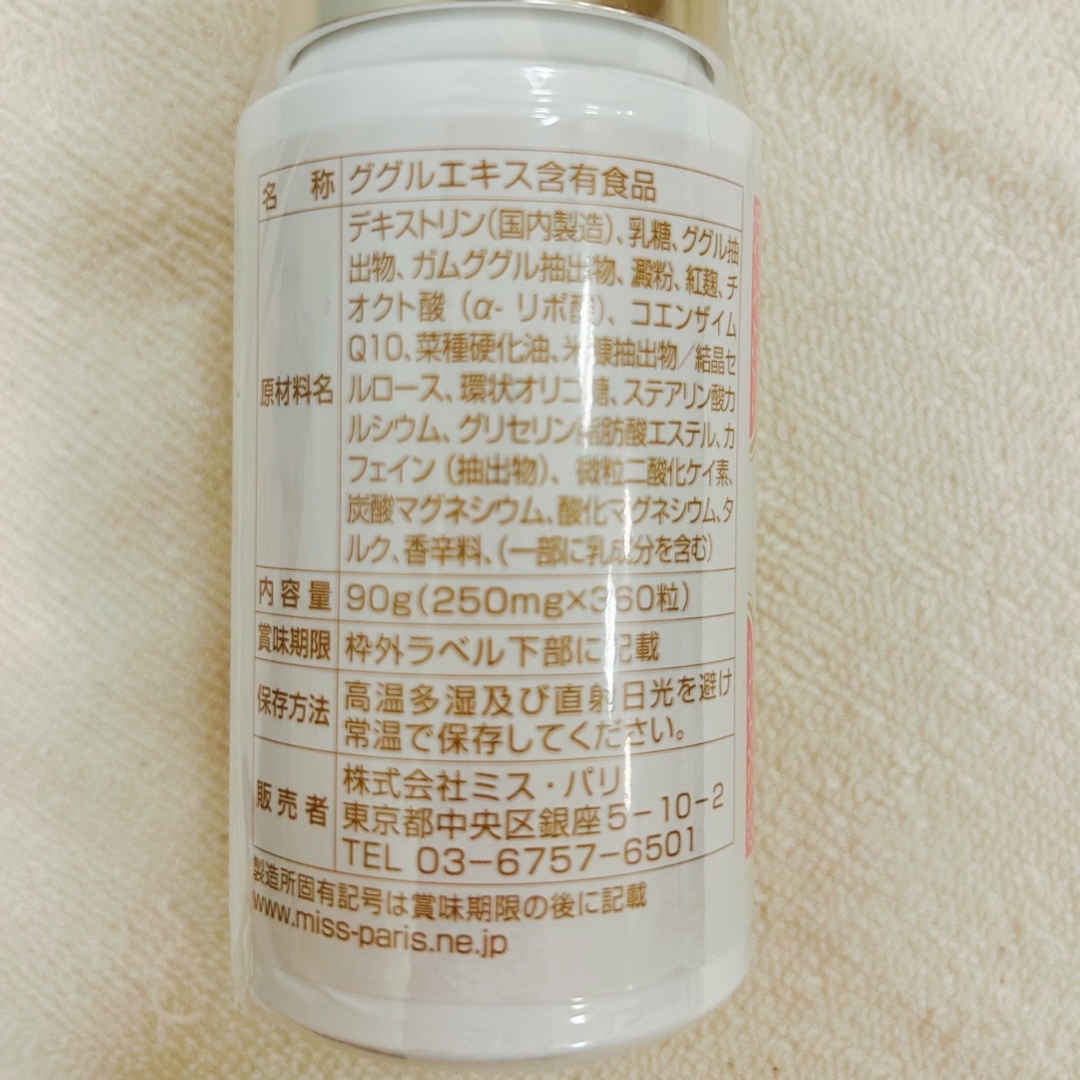 名称 ググルエキス含有食品
原材料名
デキストリン(国内製造)、乳糖、ググル抽
出物、ガムググル抽出物、澱粉、紅麹、チ
オクト酸（α- リポ酸）、コエンザイム
Q10、菜種硬化油、米糠抽出物／結晶セ
ルロース、環状オリゴ糖、ステアリン酸カ
ルシウム、グリセリン脂肪酸エステル、カ
フェイン（抽出物）、微粒二酸化ケイ素、
炭酸マグネシウム、酸化マグネシウム、タ
ルク、香辛料、(一部に乳成分を含む)
内容量 90g(250mg×360粒)
賞味期限 枠外ラベル下部に記載
保存方法
高温多湿及び直射日光を避け
常温で保存してください。
販売者
株式会社ミス・パリ
東京都中央区銀座5-10-2
TEL 03-6757-6501
製造所固有記号は賞味期限の後に記載
www.miss-paris.ne.jp